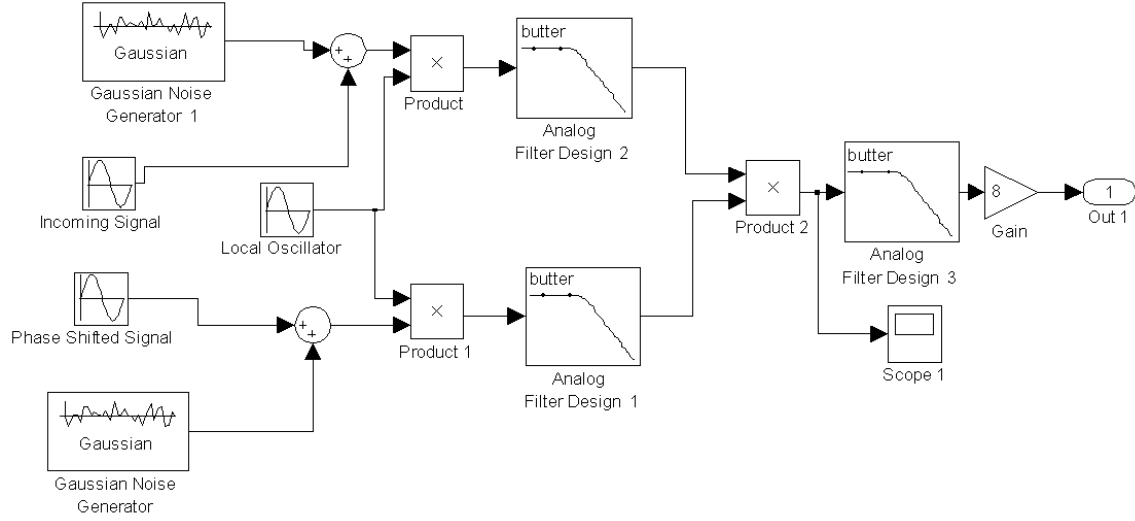 Gaussian
Gaussian Noise
Generator 1
+
+
×
Product
butter
Analog
Filter Design 2
Incoming Signal
Local Oscillator
×
Product 2
butter
Analog
Filter Design 3
8
Gain
1
Out 1
Phase Shifted Signal
+
+
×
Product 1
butter
Analog
Filter Design 1
Scope 1
Gaussian
Gaussian Noise
Generator